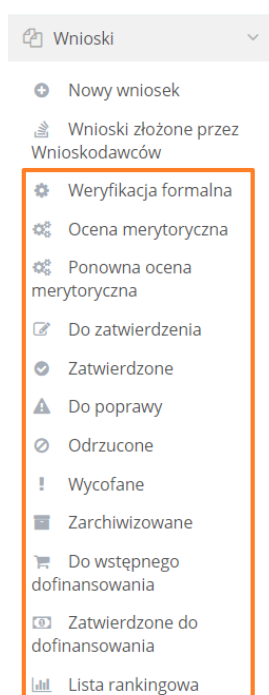 Wnioski
Nowy wniosek
Wnioski złożone przez
Wnioskodawców
Weryfikacja formalna
Ocena merytoryczna
Ponowna ocena
merytoryczna
Do zatwierdzenia
Zatwierdzone
Do poprawy
Odrzucone
Wycofane
Zarchiwizowane
Do wstępnego
dofinansowania
Zatwierdzone do
dofinansowania
Lista rankingowa